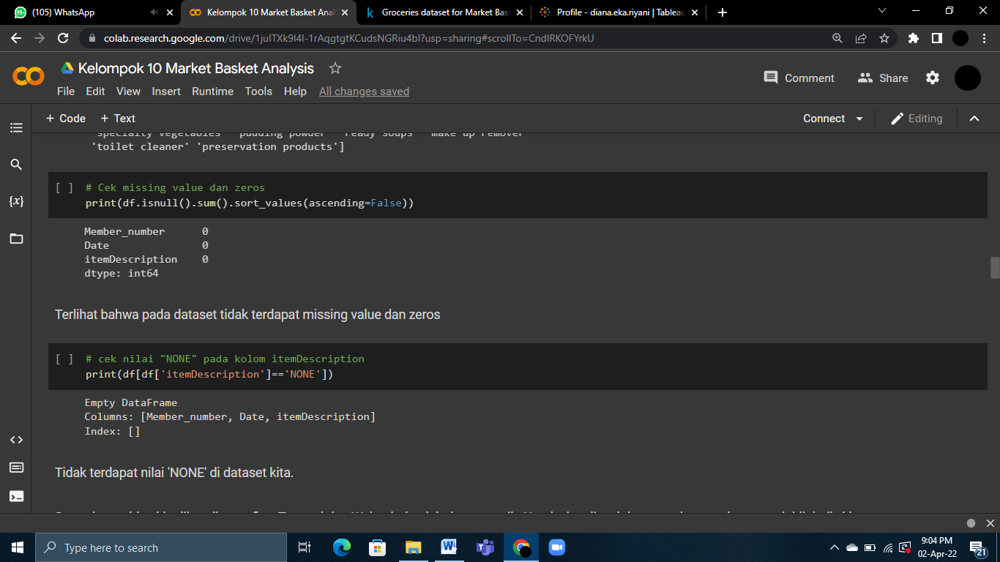 (105) WhatsApp
Kelompok 10 Market Basket Anal
Groceries dataset for Market Bas
Profile - diana.eka.riyani | Tableau
colab.research.google.com/drive/1juITXk9l4l-1rAqgtgtKCudsNGRiu4bI?usp=sharing#scrollTo=CndIRKOFYrkU
Kelompok 10 Market Basket Analysis
File Edit View Insert Runtime Tools Help All changes saved
Comment
Share
+ Code + Text
Connect
Editing
'specialty vegetables' 'pudding powder' 'ready soups' 'make up remover'
'toilet cleaner' 'preservation products']
[ ] # Cek missing value dan zeros
print(df.isnull().sum().sort_values(ascending=False))
Member_number 0
Date 0
itemDescription 0
dtype: int64
Terlihat bahwa pada dataset tidak terdapat missing value dan zeros
[ ] # cek nilai "NONE" pada kolom itemDescription
print(df[df['itemDescription']=='NONE'])
Empty DataFrame
Columns: [Member_number, Date, itemDescription]
Index: []
Tidak terdapat nilai 'NONE' di dataset kita.
Type here to search
9:04 PM
02-Apr-22
21